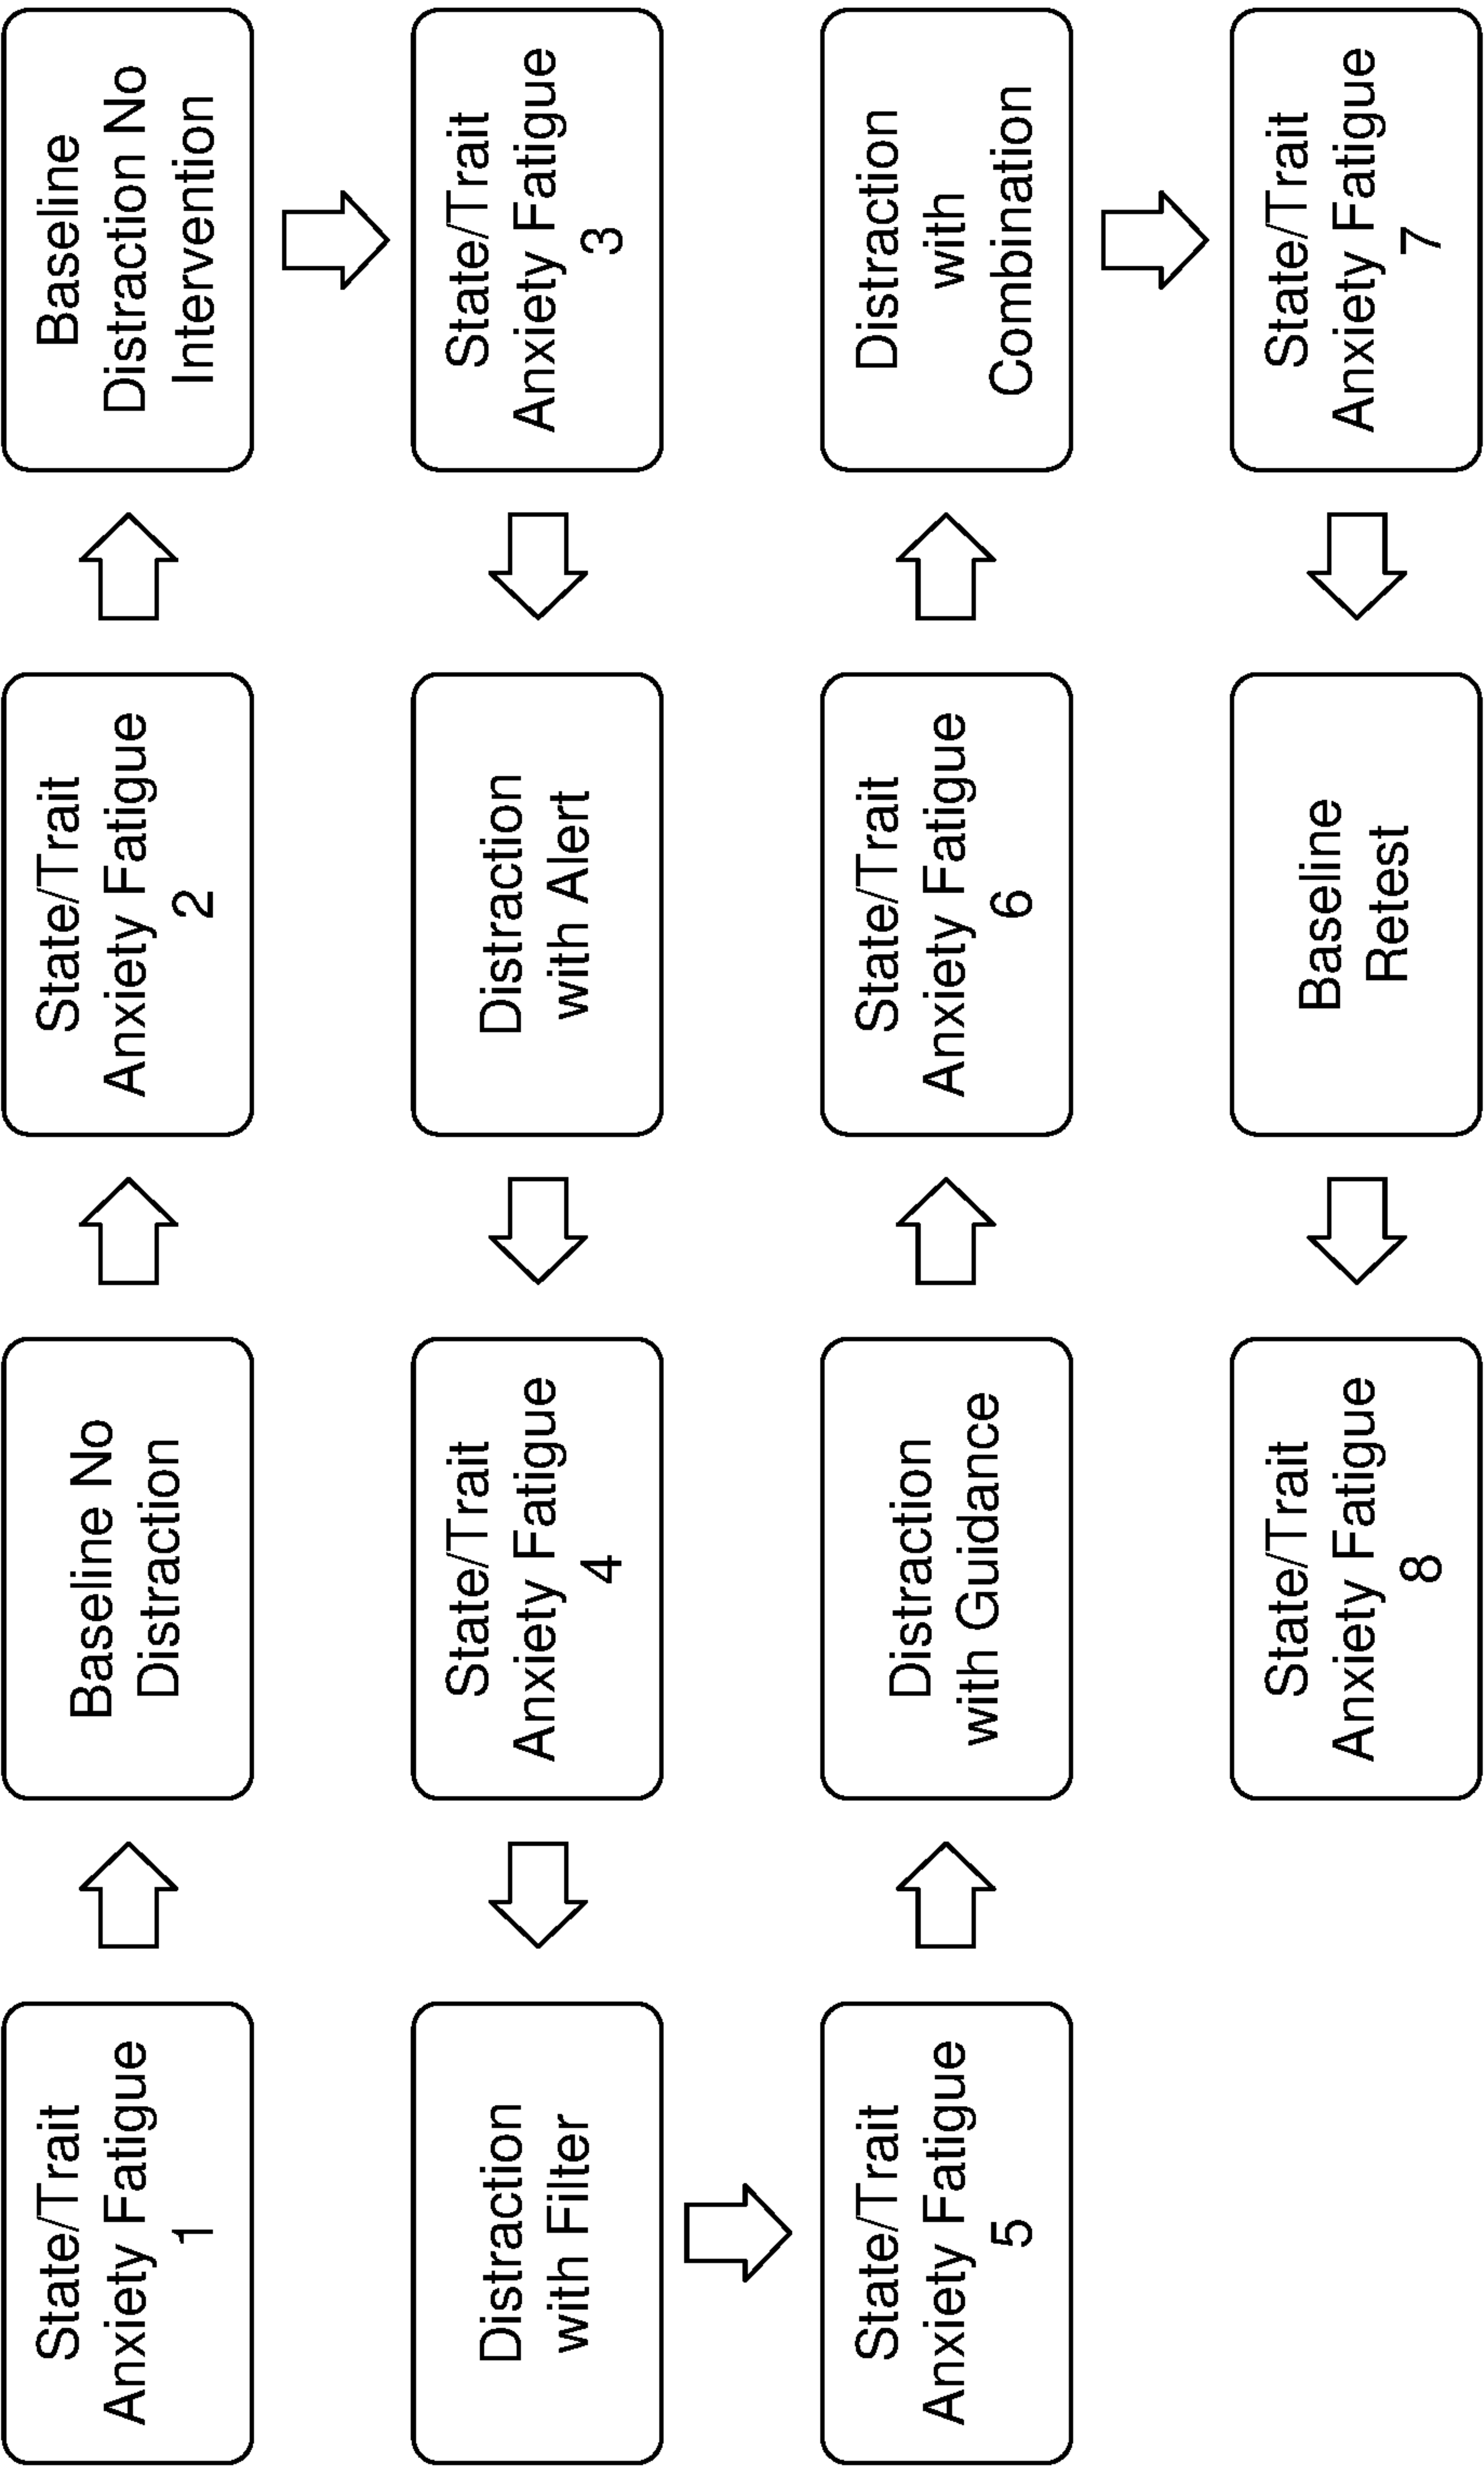 State/Trait
Anxiety Fatigue
1
Baseline No
Distraction
State/Trait
Anxiety Fatigue
2
Baseline
Distraction No
Intervention
State/Trait
Anxiety Fatigue
3
Distraction
with Alert
State/Trait
Anxiety Fatigue
4
Distraction
with Filter
State/Trait
Anxiety Fatigue
5
Distraction
with Guidance
State/Trait
Anxiety Fatigue
6
Distraction
with
Combination
State/Trait
Anxiety Fatigue
7
Baseline
Retest
State/Trait
Anxiety Fatigue
8